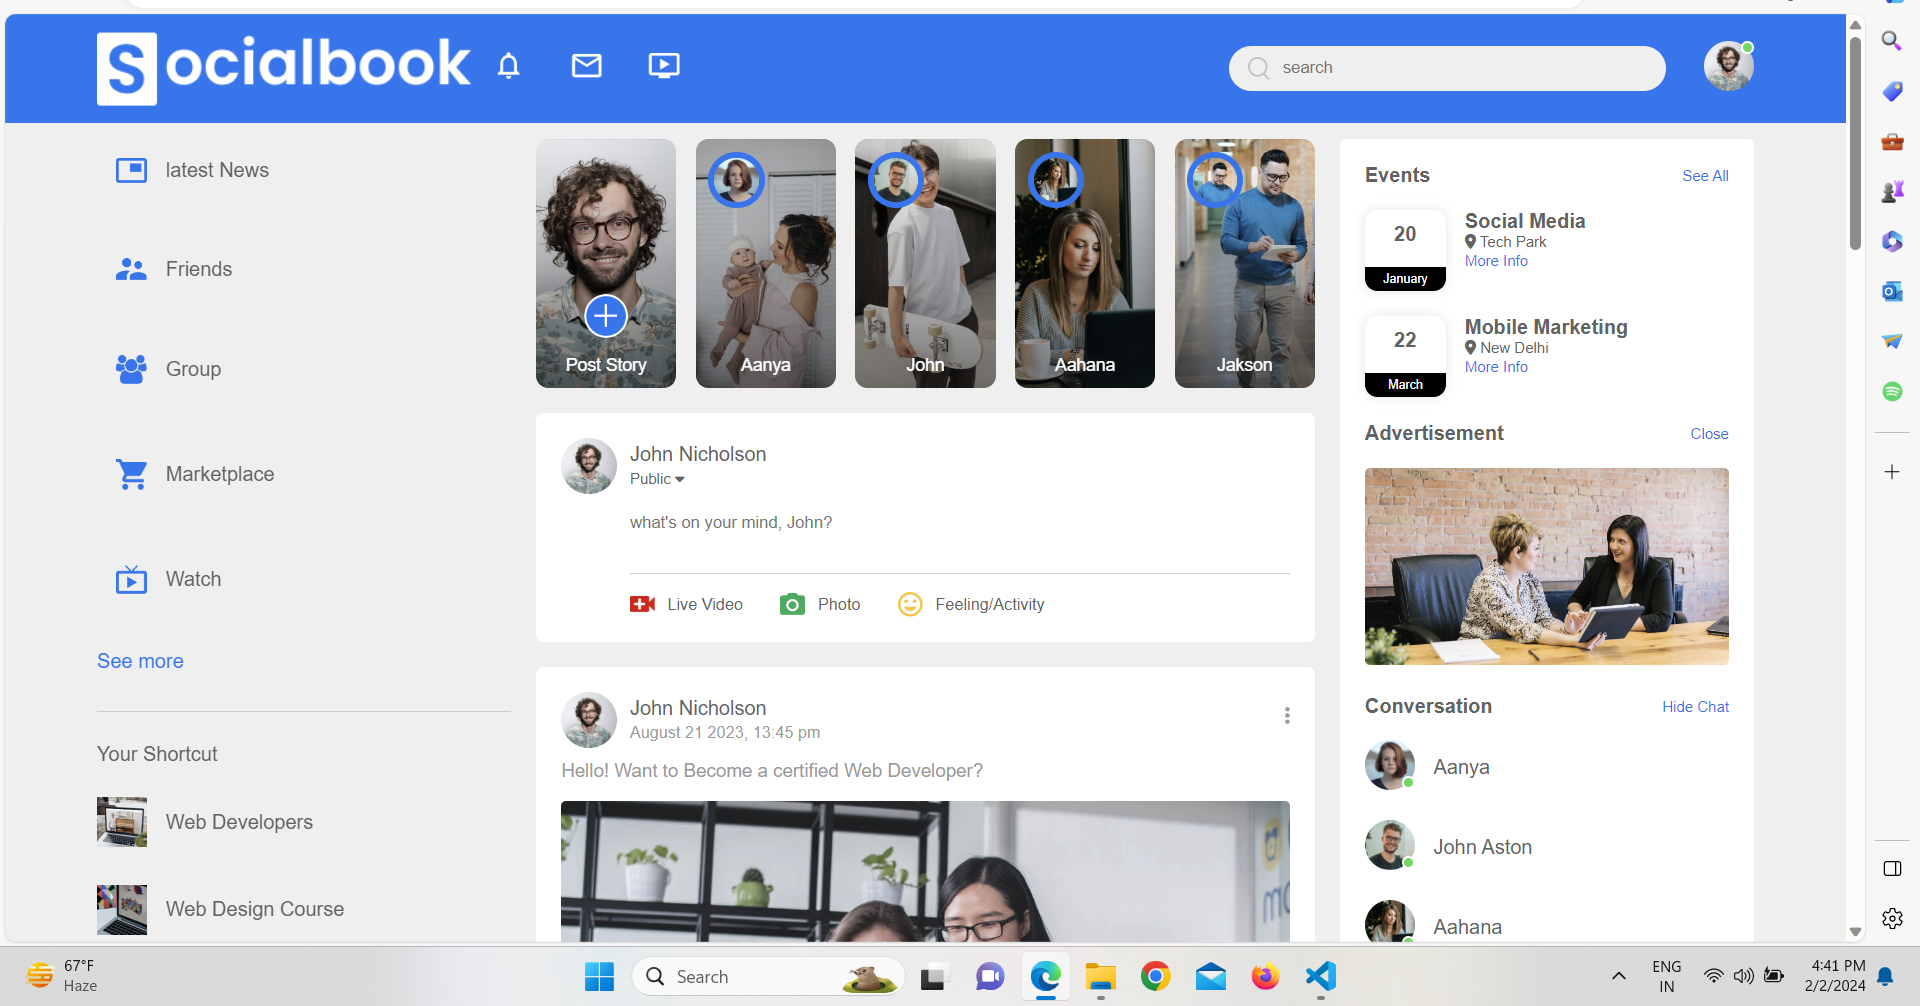 Socialbook
search
latest News
Friends
Group
Marketplace
Watch
See more
Your Shortcut
Web Developers
Web Design Course
Post Story
Aanya
John
Aahana
Jakson
John Nicholson
Public
what's on your mind, John?
Live Video
Photo
Feeling/Activity
John Nicholson
August 21 2023, 13:45 pm
Hello! Want to Become a certified Web Developer?
Events
See All
20
January
Social Media
Tech Park
More Info
22
March
Mobile Marketing
New Delhi
More Info
Advertisement
Close
Conversation
Hide Chat
Aanya
John Aston
Aahana
67°F
Haze
Search
ENG
IN
4:41 PM
2/2/2024